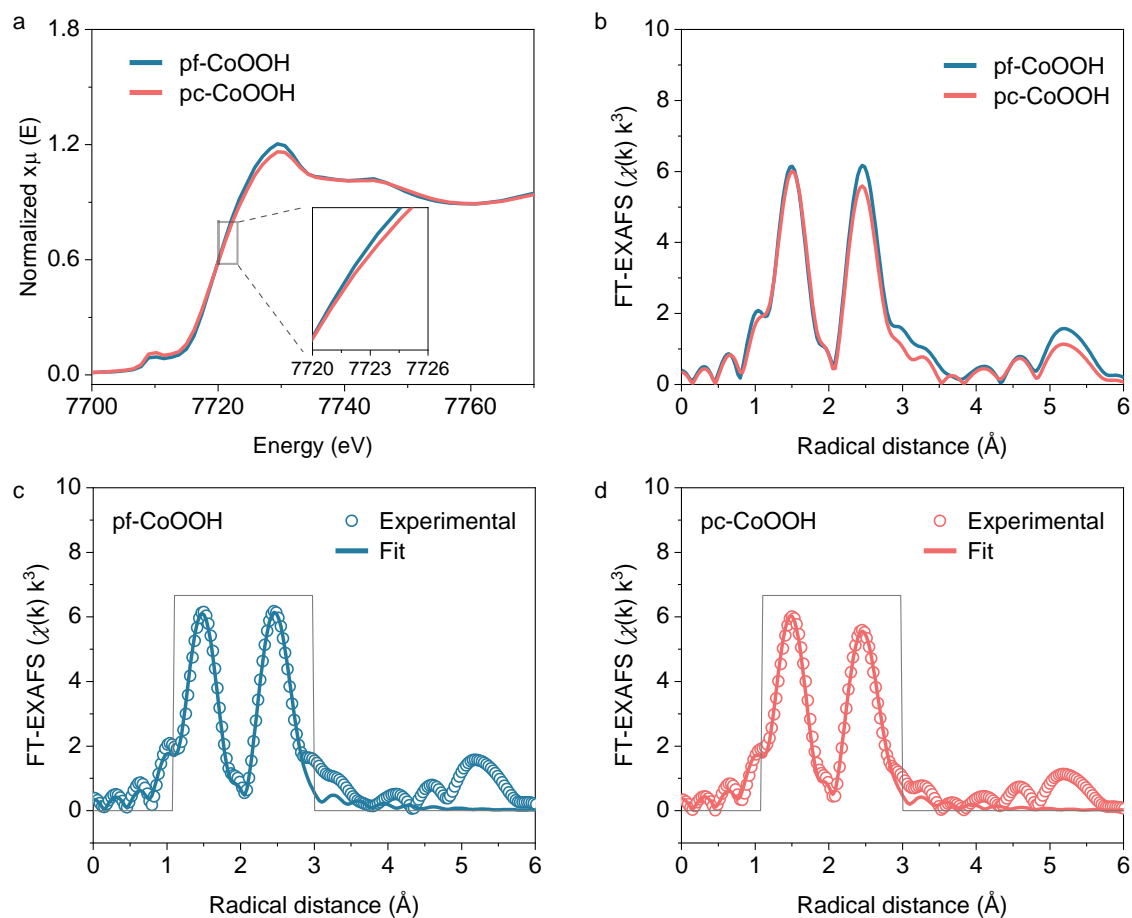 a
1.8
1.2
0.6
0.0
Normalized xμ (E)
pf-CoOOH
pc-CoOOH
7720 7723 7726
7700 7720 7740 7760
Energy (eV)
b
10
8
6
4
2
0
FT-EXAFS (χ(k) k³)
pf-CoOOH
pc-CoOOH
0 1 2 3 4 5 6
Radical distance (Å)
c
10
8
6
4
2
0
FT-EXAFS (χ(k) k³)
pf-CoOOH
Experimental
Fit
0 1 2 3 4 5 6
Radical distance (Å)
d
10
8
6
4
2
0
FT-EXAFS (χ(k) k³)
pc-CoOOH
Experimental
Fit
0 1 2 3 4 5 6
Radical distance (Å)